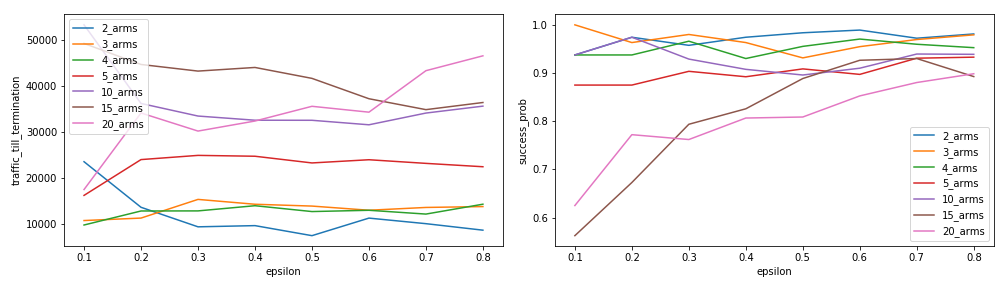 traffic_till_termination
50000
40000
30000
20000
10000
2_arms
3_arms
4_arms
5_arms
10_arms
15_arms
20_arms
0.1 0.2 0.3 0.4 0.5 0.6 0.7 0.8
epsilon
success_prob
1.0
0.9
0.8
0.7
0.6
2_arms
3_arms
4_arms
5_arms
10_arms
15_arms
20_arms
0.1 0.2 0.3 0.4 0.5 0.6 0.7 0.8
epsilon